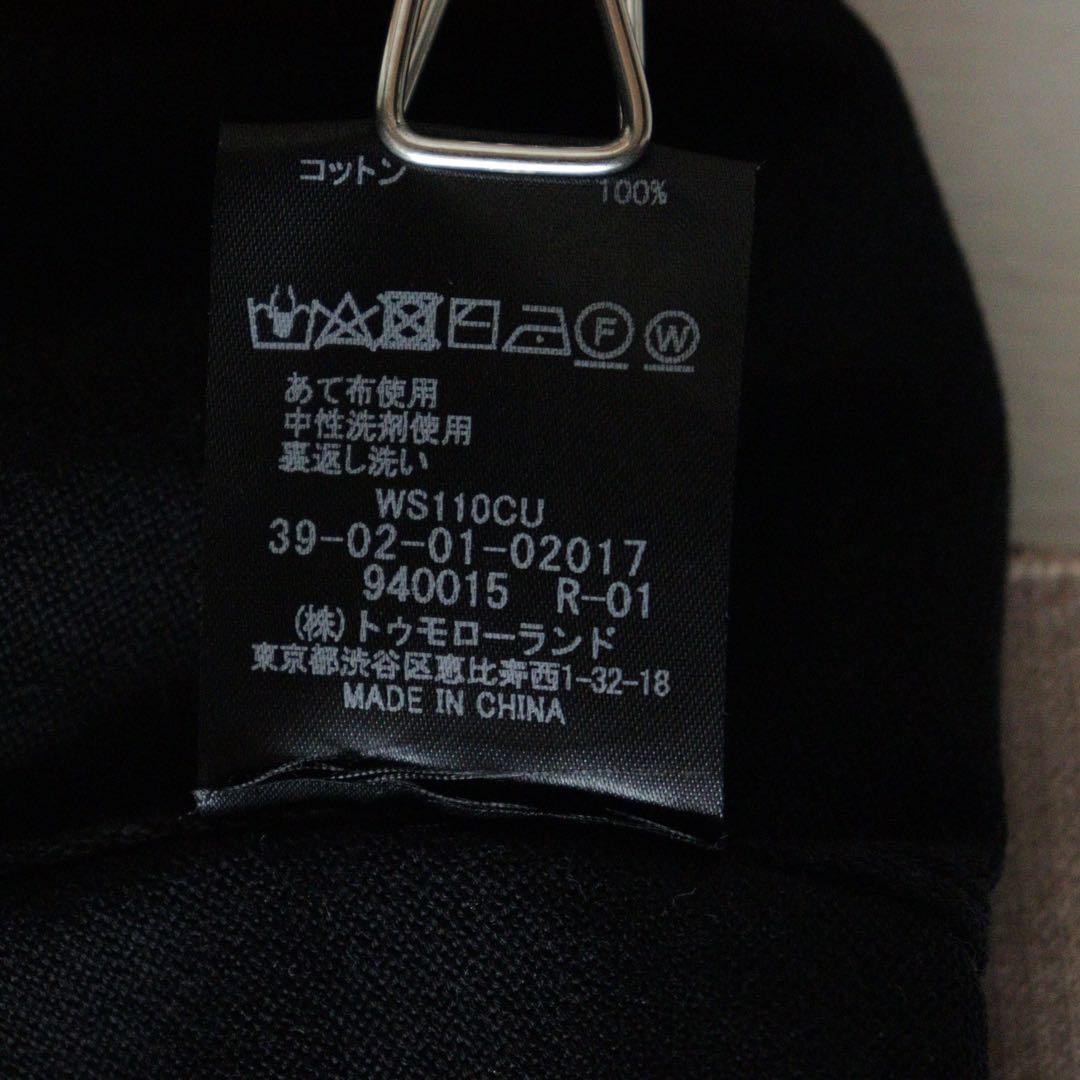 コットン 100%
F W
あて布使用
中性洗剤使用
裏返し洗い
WS110CU
39-02-01-02017
940015 R-01
(株)トゥモローランド
東京都渋谷区恵比寿西1-32-18
MADE IN CHINA